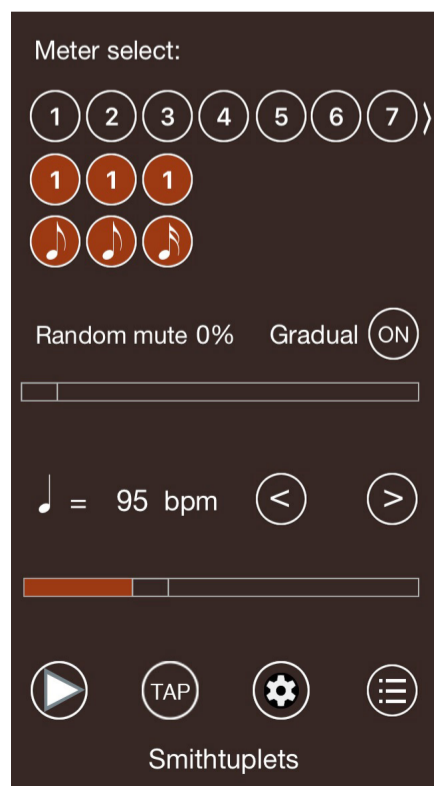 Meter select:
1 2 3 4 5 6 7 ⟩
1 1 1
Random mute 0% Gradual ON
= 95 bpm < >
TAP
Smithtuplets